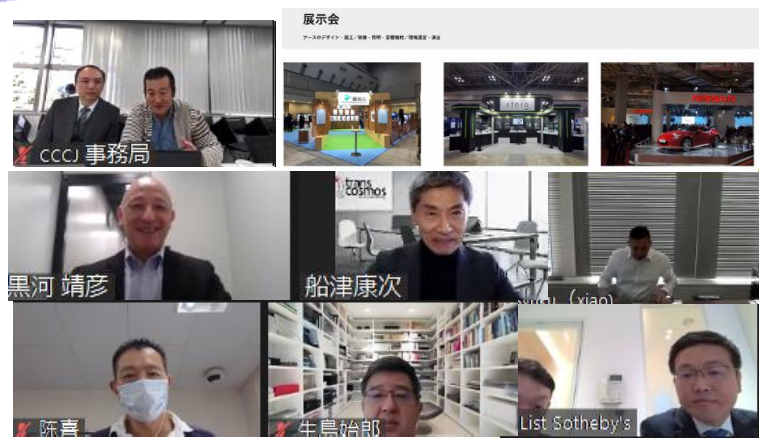 展示会
ブースのデザイン・施工／映像・照明・音響機材／現場運営・演出
CCCJ 事務局
trans
cosmos
黒河 靖彦
船津康次
(xiao)
陈喜
牛島始郎
List Sotheby's